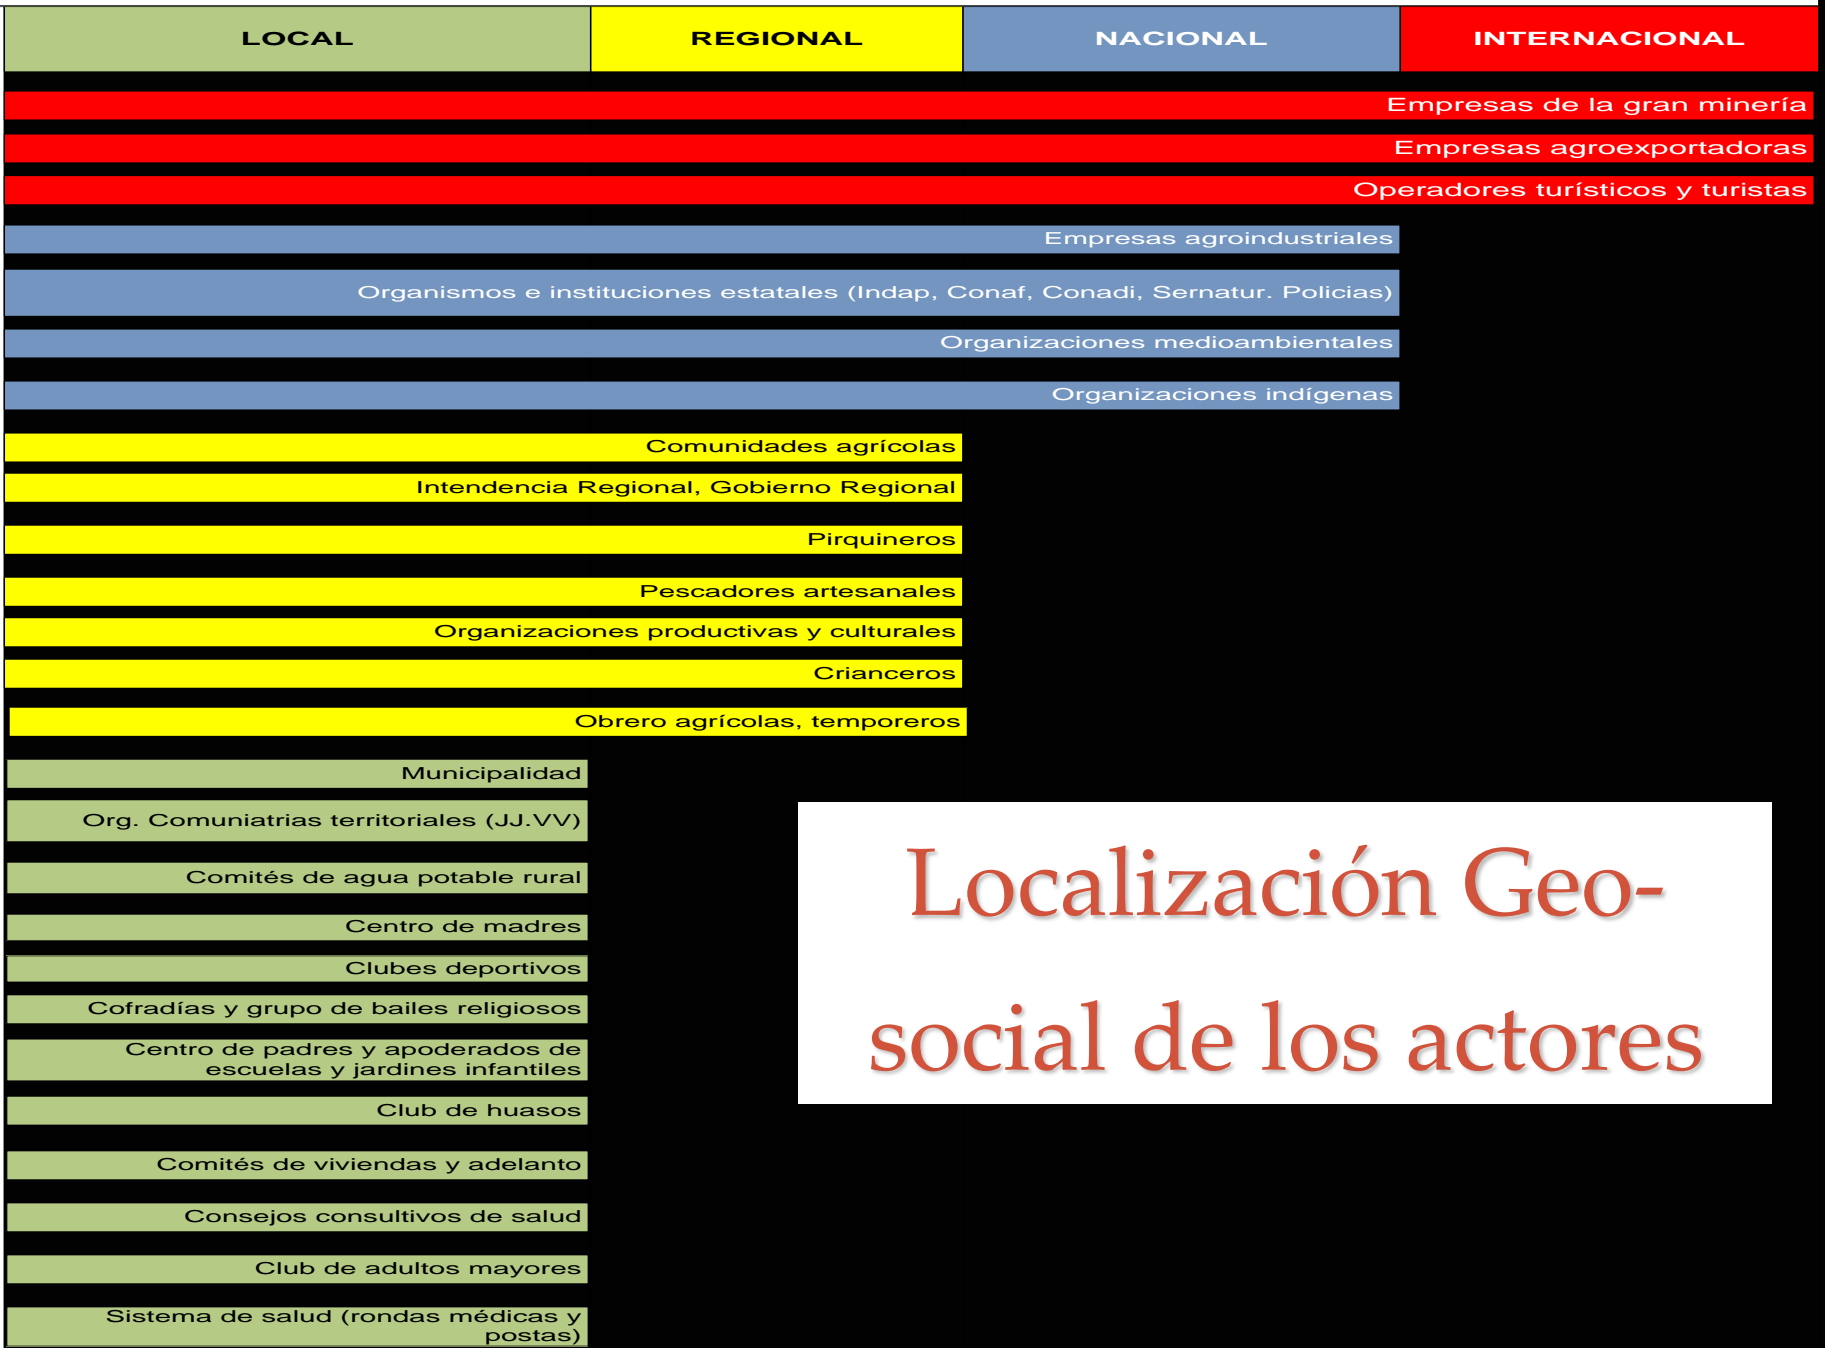 LOCAL REGIONAL NACIONAL INTERNACIONAL
Empresas de la gran minería
Empresas agroexportadoras
Operadores turísticos y turistas
Empresas agroindustriales
Organismos e instituciones estatales (Indap, Conaf, Conadi, Sernatur. Policias)
Organizaciones medioambientales
Organizaciones indígenas
Comunidades agrícolas
Intendencia Regional, Gobierno Regional
Pirquineros
Pescadores artesanales
Organizaciones productivas y culturales
Crianceros
Obrero agrícolas, temporeros
Municipalidad
Org. Comuniatrias territoriales (JJ.VV)
Comités de agua potable rural
Centro de madres
Clubes deportivos
Cofradías y grupo de bailes religiosos
Centro de padres y apoderados de
escuelas y jardines infantiles
Club de huasos
Comités de viviendas y adelanto
Consejos consultivos de salud
Club de adultos mayores
Sistema de salud (rondas médicas y
postas)
Localización Geo-
social de los actores